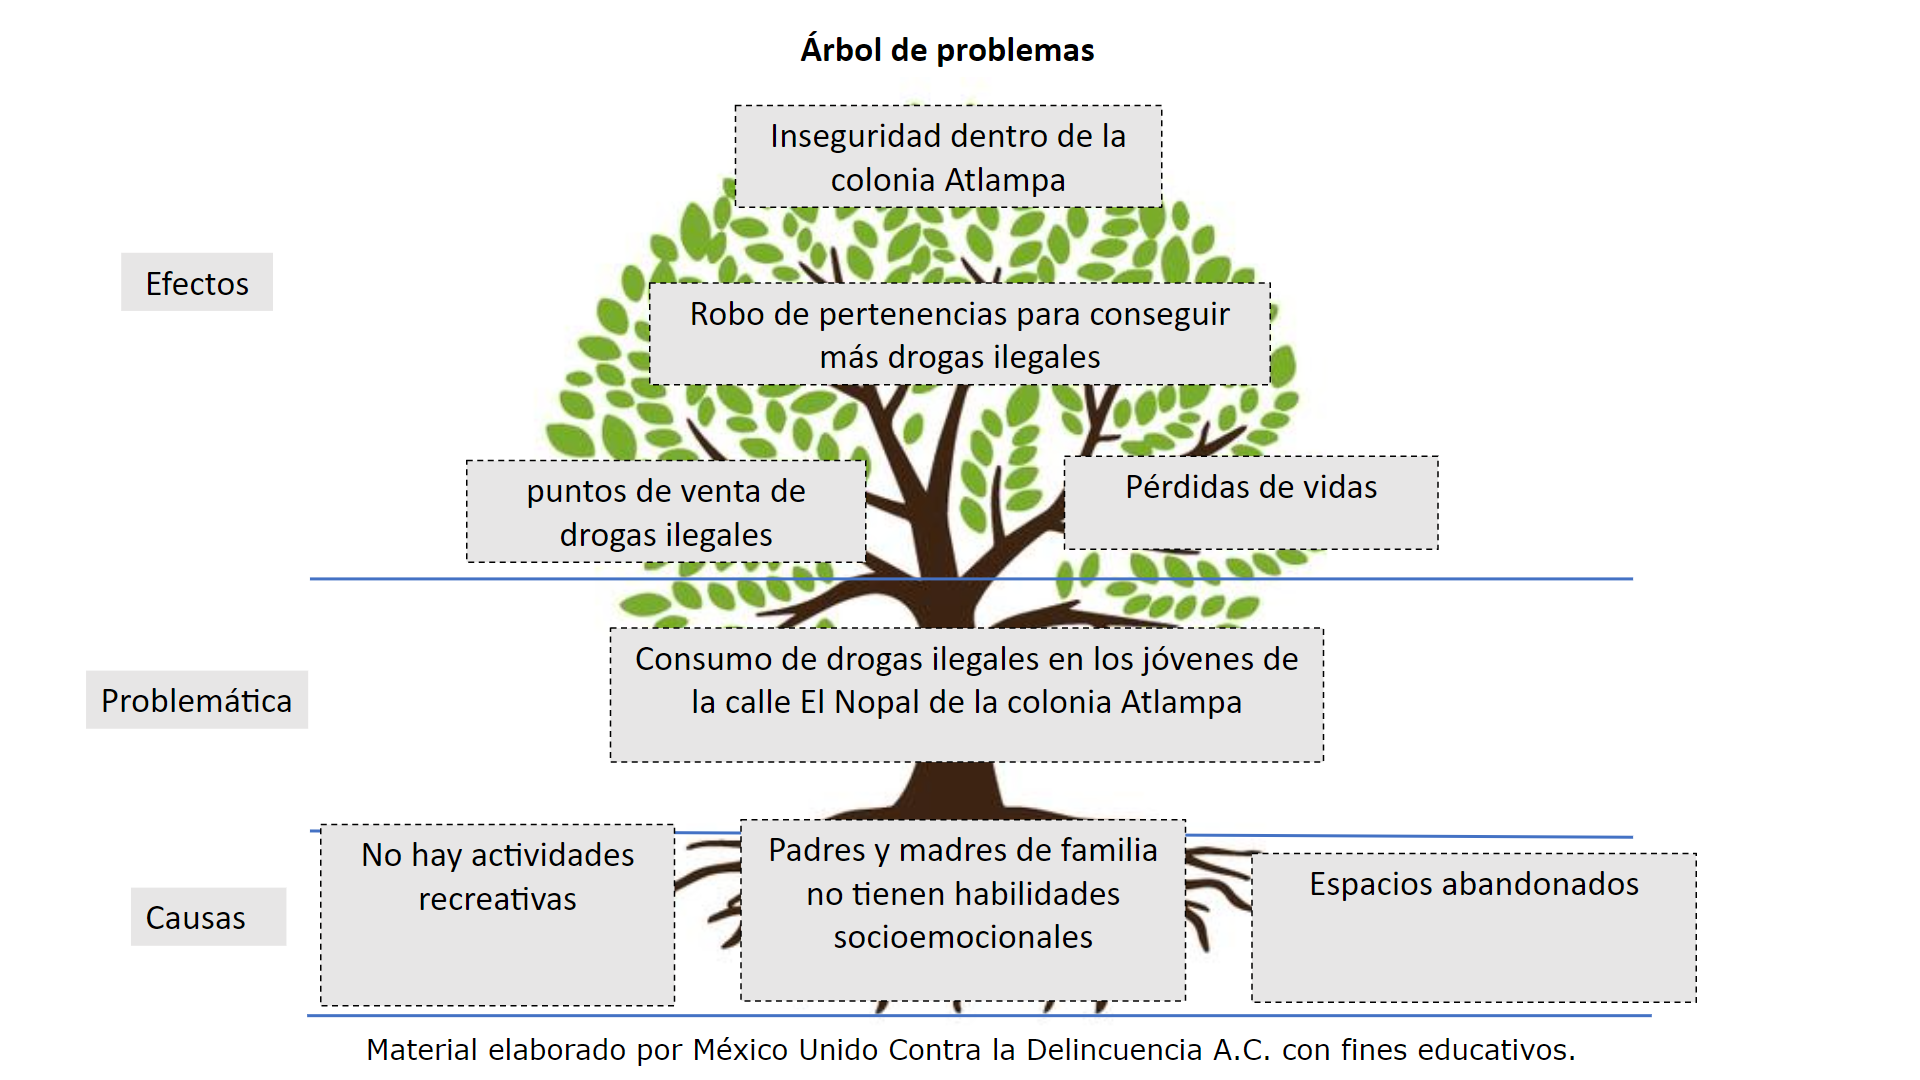 Árbol de problemas
Inseguridad dentro de la
colonia Atlampa
Efectos
Robo de pertenencias para conseguir
más drogas ilegales
puntos de venta de
drogas ilegales
Pérdidas de vidas
Problemática
Consumo de drogas ilegales en los jóvenes de
la calle El Nopal de la colonia Atlampa
Causas
No hay actividades
recreativas
Padres y madres de familia
no tienen habilidades
socioemocionales
Espacios abandonados
Material elaborado por México Unido Contra la Delincuencia A.C. con fines educativos.